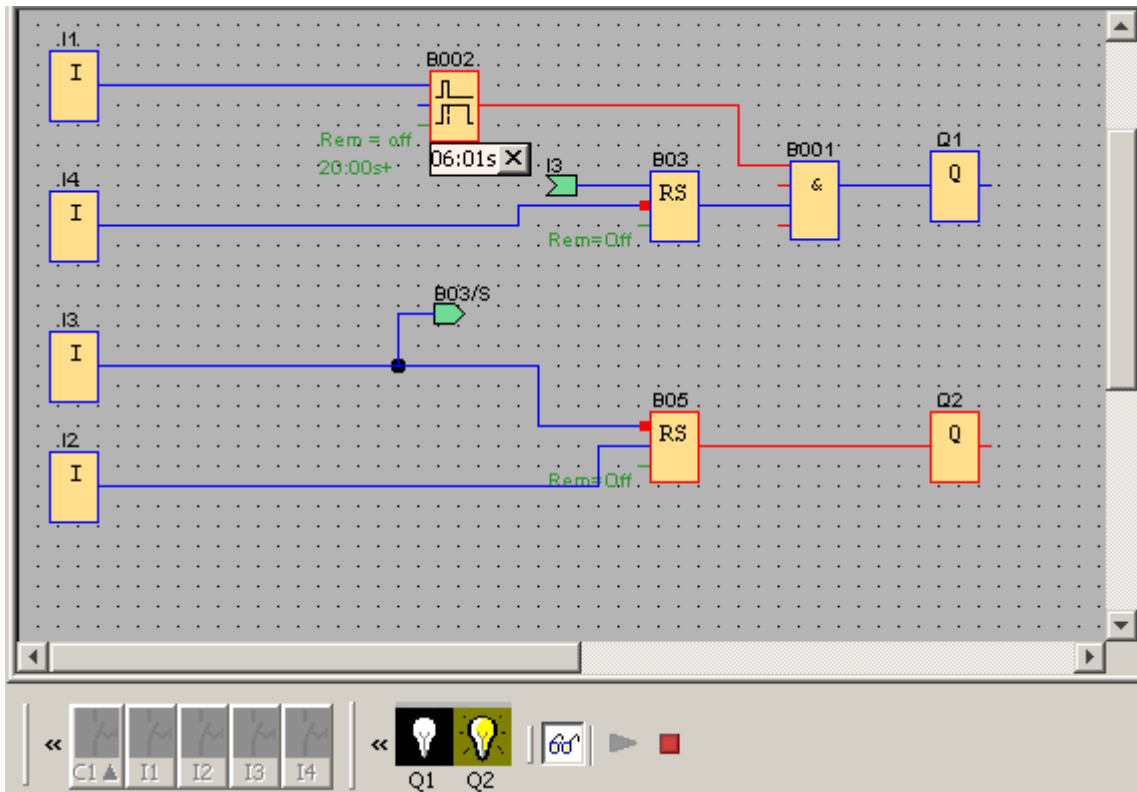 I1
I
B002
Rem = off
20:00s+
06:01s
I3
B03
RS
Rem=Off
B001
&
Q1
Q
I4
I
B03/S
I3
I
B05
RS
Rem=Off
Q2
Q
I2
I
«
C1
I1
I2
I3
I4
«
Q1
Q2